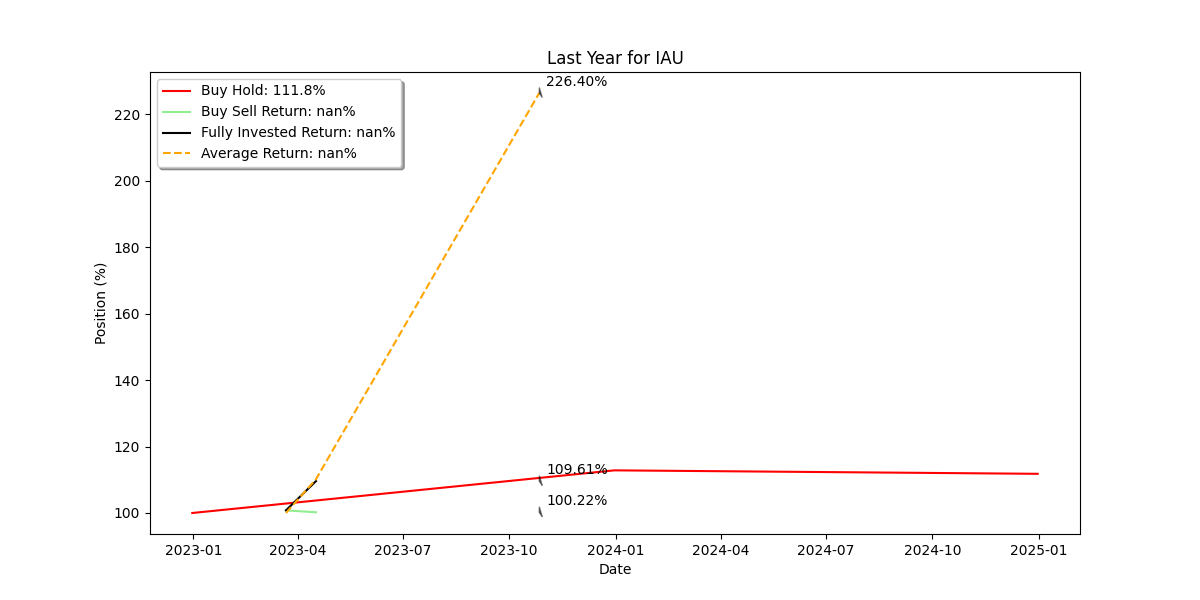 Last Year for IAU
Buy Hold: 111.8%
Buy Sell Return: nan%
Fully Invested Return: nan%
Average Return: nan%
226.40%
109.61%
100.22%
Position (%)
220
200
180
160
140
120
100
2023-01 2023-04 2023-07 2023-10 2024-01 2024-04 2024-07 2024-10 2025-01
Date